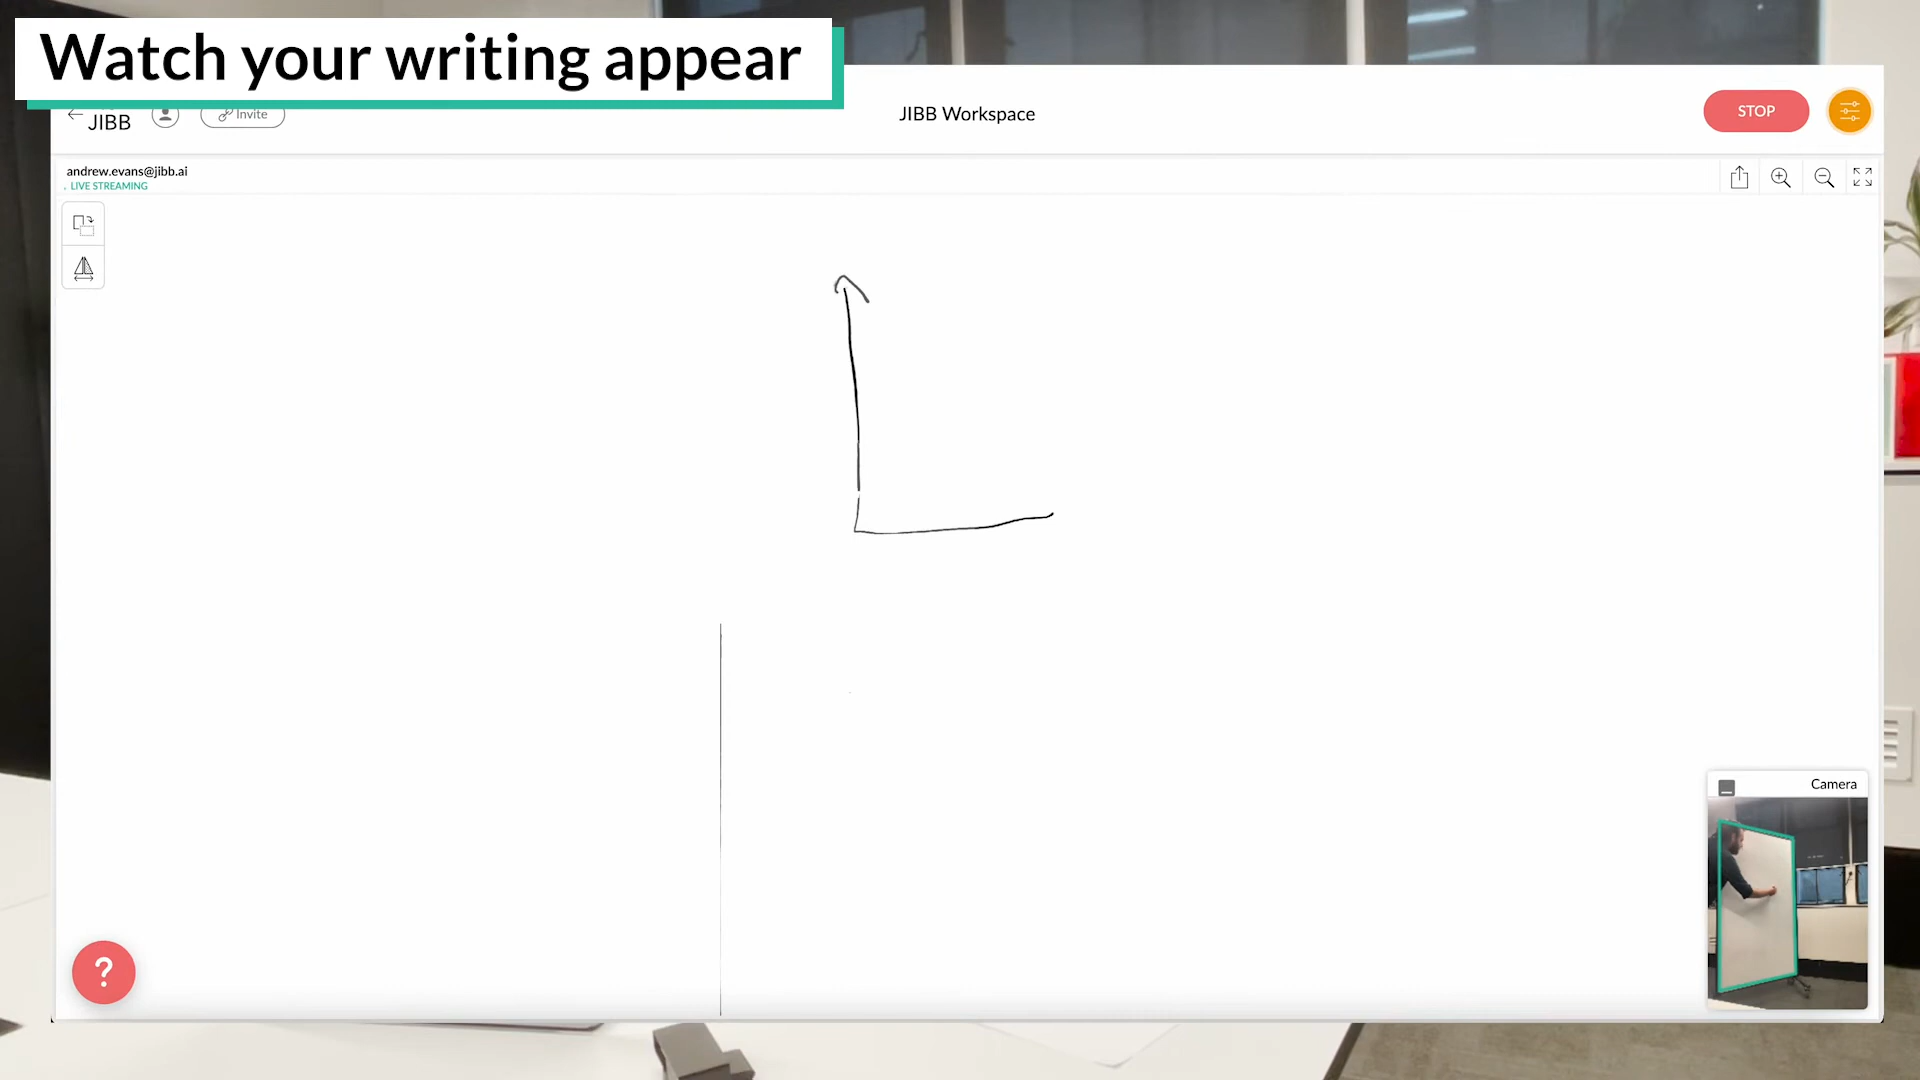 Watch your writing appear
JIBB
Invite
JIBB Workspace
STOP
andrew.evans@jibb.ai
LIVE STREAMING
Camera
?